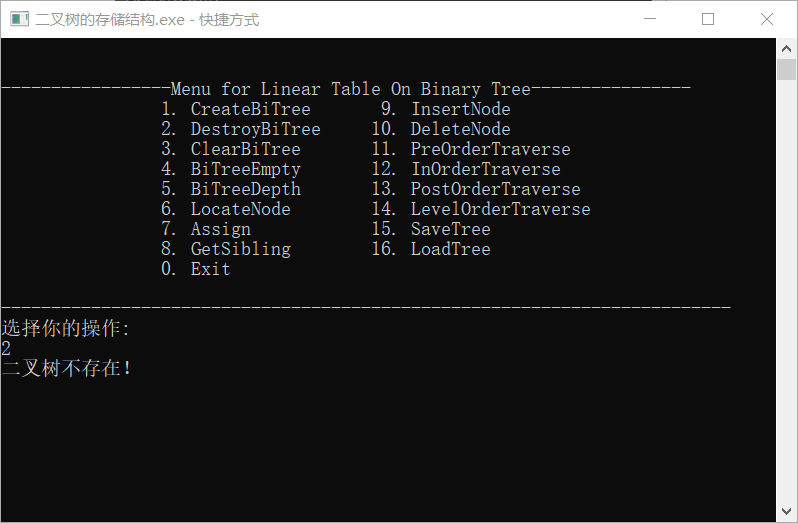 二叉树的存储结构.exe - 快捷方式
-----------------Menu for Linear Table On Binary Tree----------------
1. CreateBiTree 9. InsertNode
2. DestroyBiTree 10. DeleteNode
3. ClearBiTree 11. PreOrderTraverse
4. BiTreeEmpty 12. InOrderTraverse
5. BiTreeDepth 13. PostOrderTraverse
6. LocateNode 14. LevelOrderTraverse
7. Assign 15. SaveTree
8. GetSibling 16. LoadTree
0. Exit
-------------------------------------------------------------------------
选择你的操作:
2
二叉树不存在!